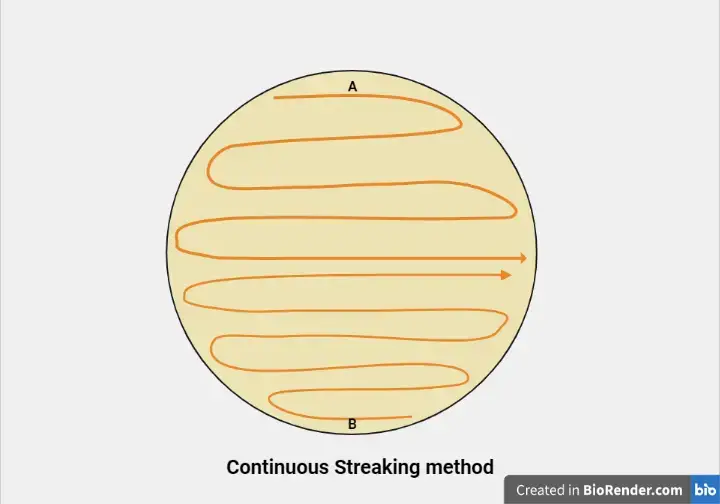 A
B
Continuous Streaking method
Created in BioRender.com bio